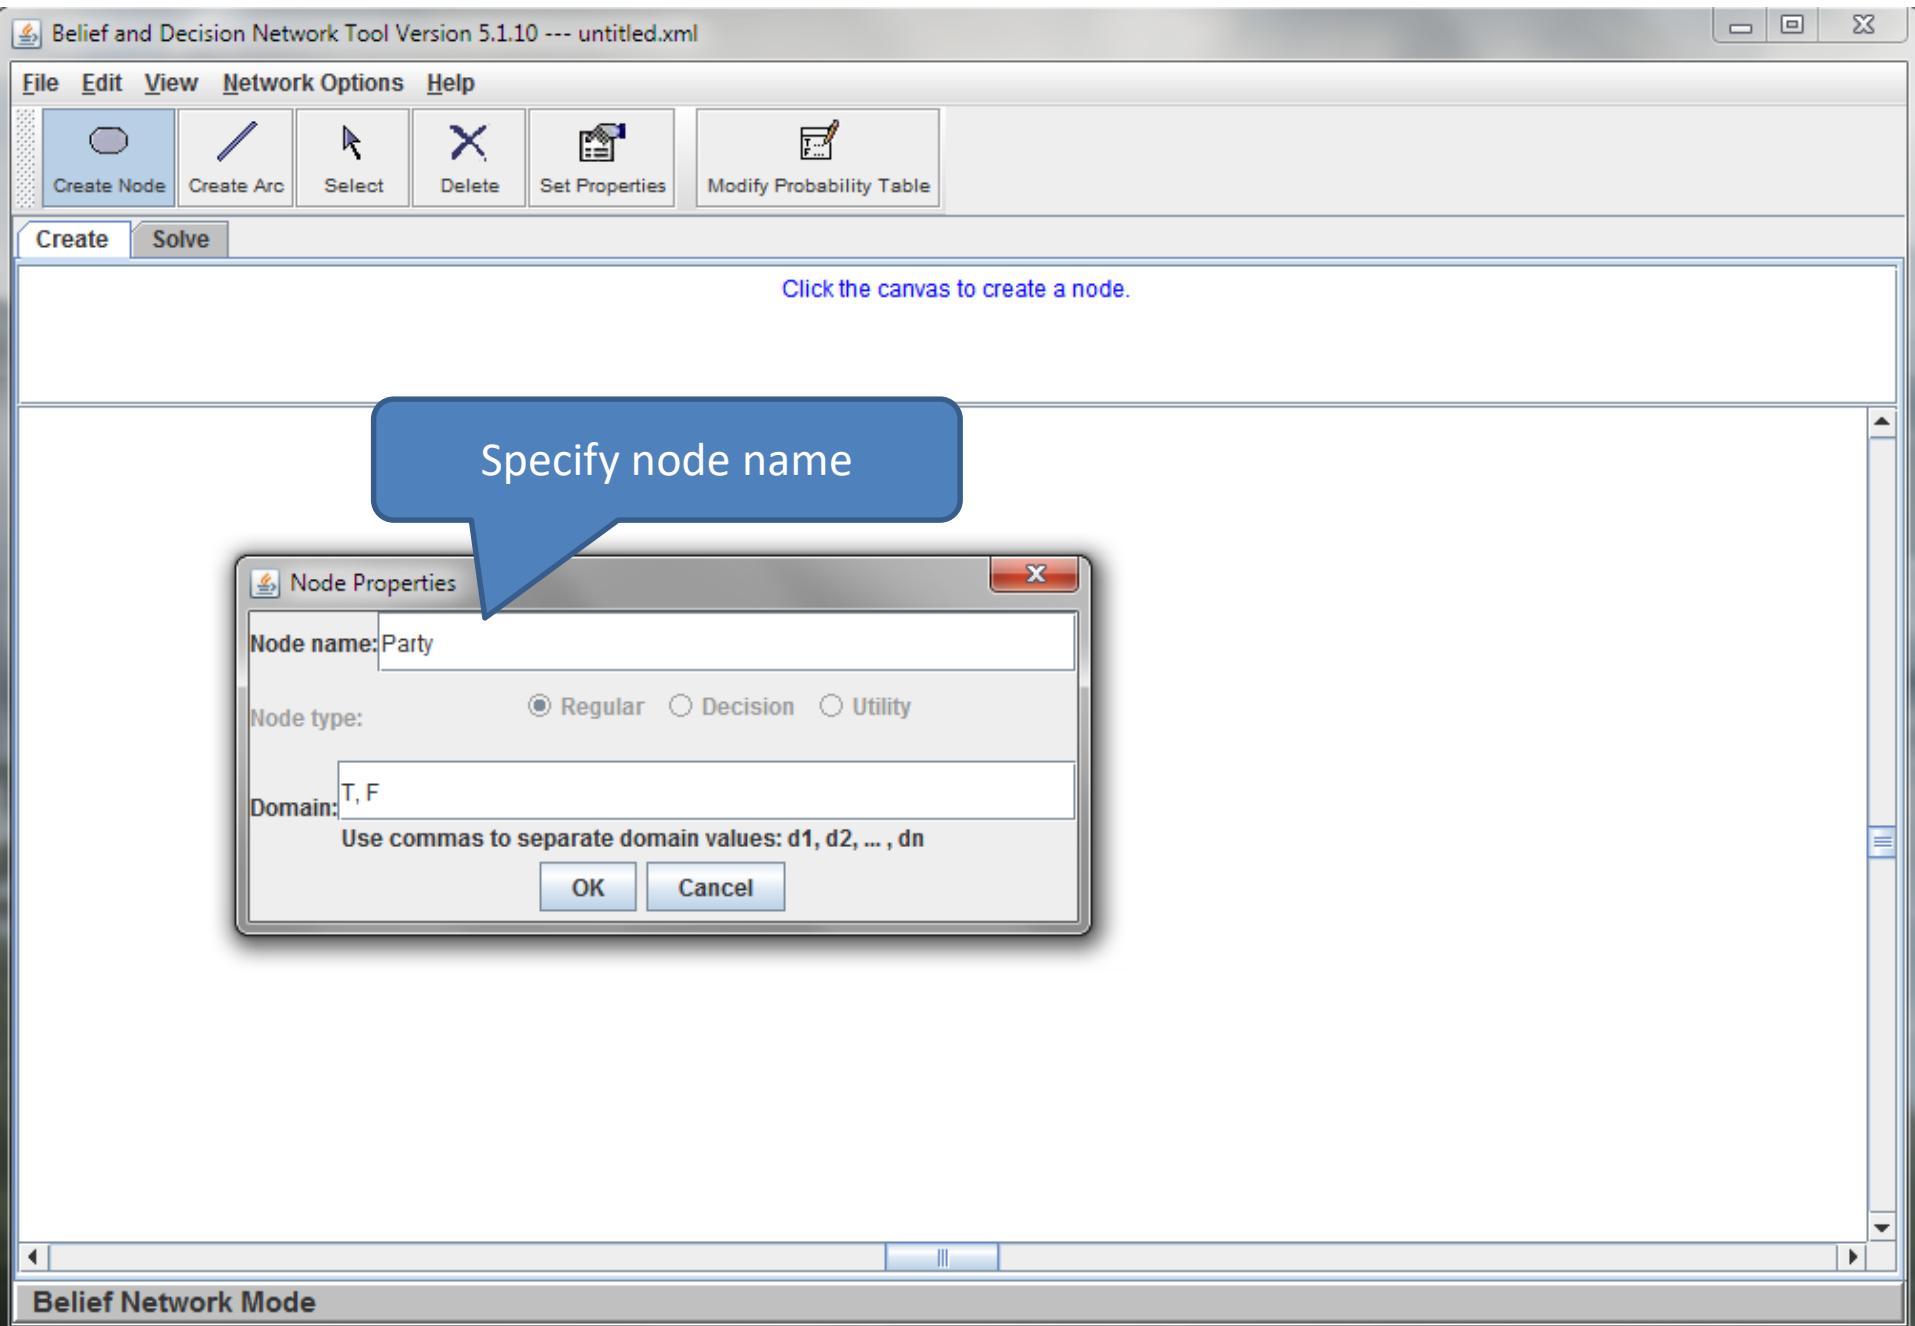 Belief and Decision Network Tool Version 5.1.10 --- untitled.xml
File Edit View Network Options Help
Create Node Create Arc Select Delete Set Properties Modify Probability Table
Create Solve
Click the canvas to create a node.
Specify node name
Node Properties
Node name: Party
Node type: Regular Decision Utility
Domain: T, F
Use commas to separate domain values: d1, d2, ... , dn
OK Cancel
Belief Network Mode